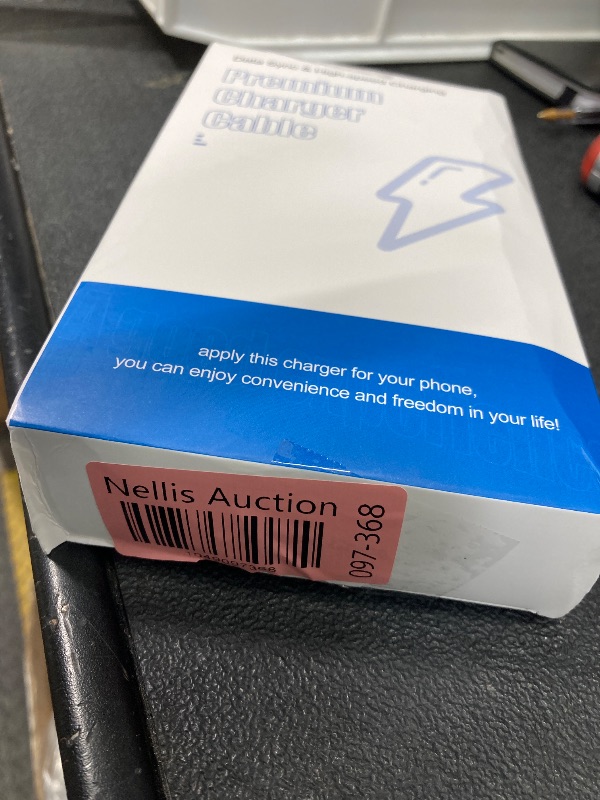 Data Sync & High-speed Charging
Premium
Charger
Cable
apply this charger for your phone,
you can enjoy convenience and freedom in your life!
Nellis Auction
097-368